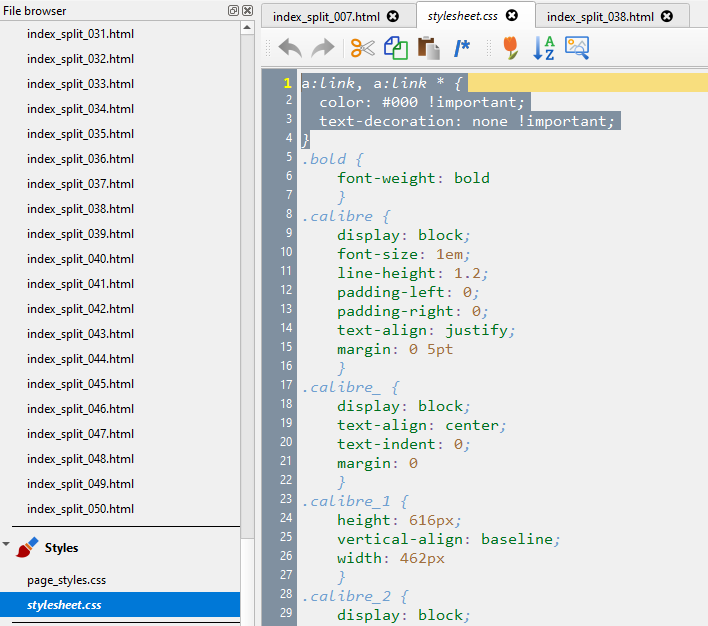 File browser
index_split_031.html
index_split_032.html
index_split_033.html
index_split_034.html
index_split_035.html
index_split_036.html
index_split_037.html
index_split_038.html
index_split_039.html
index_split_040.html
index_split_041.html
index_split_042.html
index_split_043.html
index_split_044.html
index_split_045.html
index_split_046.html
index_split_047.html
index_split_048.html
index_split_049.html
index_split_050.html
Styles
page_styles.css
stylesheet.css
index_split_007.html stylesheet.css index_split_038.html
/* A Z
1 a:link, a:link * {
2   color: #000 !important;
3   text-decoration: none !important;
4 }
5 .bold {
6     font-weight: bold
7     }
8 .calibre {
9     display: block;
10     font-size: 1em;
11     line-height: 1.2;
12     padding-left: 0;
13     padding-right: 0;
14     text-align: justify;
15     margin: 0 5pt
16     }
17 .calibre_ {
18     display: block;
19     text-align: center;
20     text-indent: 0;
21     margin: 0
22     }
23 .calibre_1 {
24     height: 616px;
25     vertical-align: baseline;
26     width: 462px
27     }
28 .calibre_2 {
29     display: block;